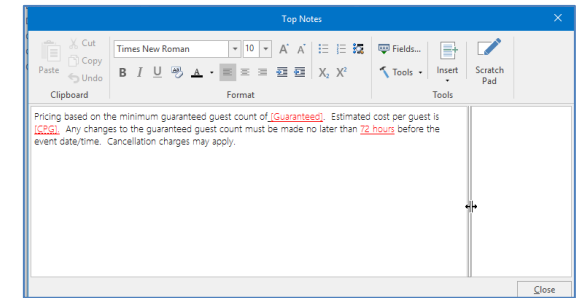 Top Notes
Paste
Cut
Copy
Undo
Clipboard
Times New Roman
10
A A
B I U A X₂ X²
Format
Fields...
Tools
Insert
Scratch
Pad
Tools
Pricing based on the minimum guaranteed guest count of [Guaranteed]. Estimated cost per guest is
[CPG]. Any changes to the guaranteed guest count must be made no later than 72 hours before the
event date/time. Cancellation charges may apply.
Close